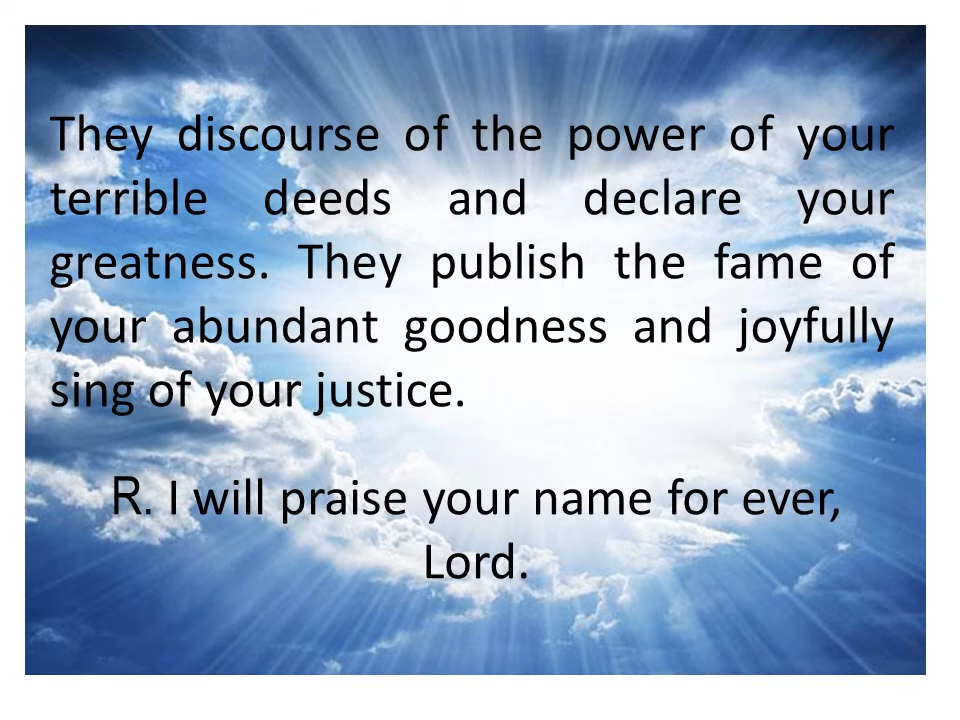 They discourse of the power of your
terrible deeds and declare your
greatness. They publish the fame of
your abundant goodness and joyfully
sing of your justice.
R. I will praise your name for ever,
Lord.